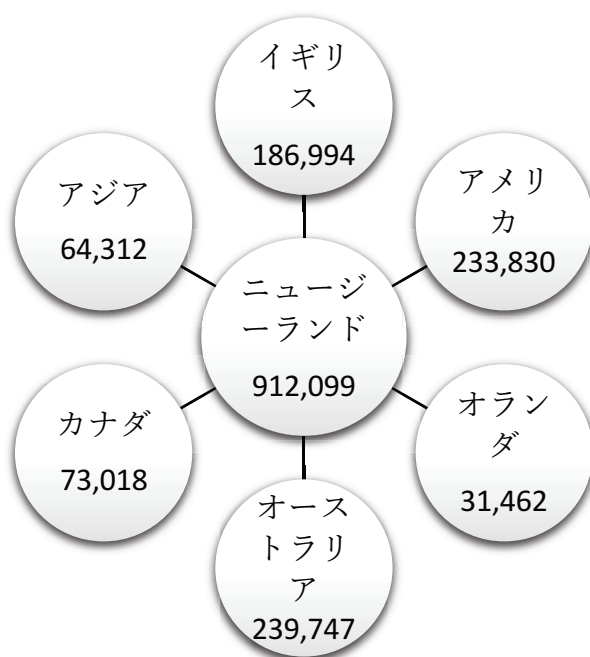 イギリ
ス
186,994
アジア
64,312
アメリ
カ
233,830
ニュージ
ーランド
912,099
カナダ
73,018
オラン
ダ
31,462
オース
トラリ
ア
239,747